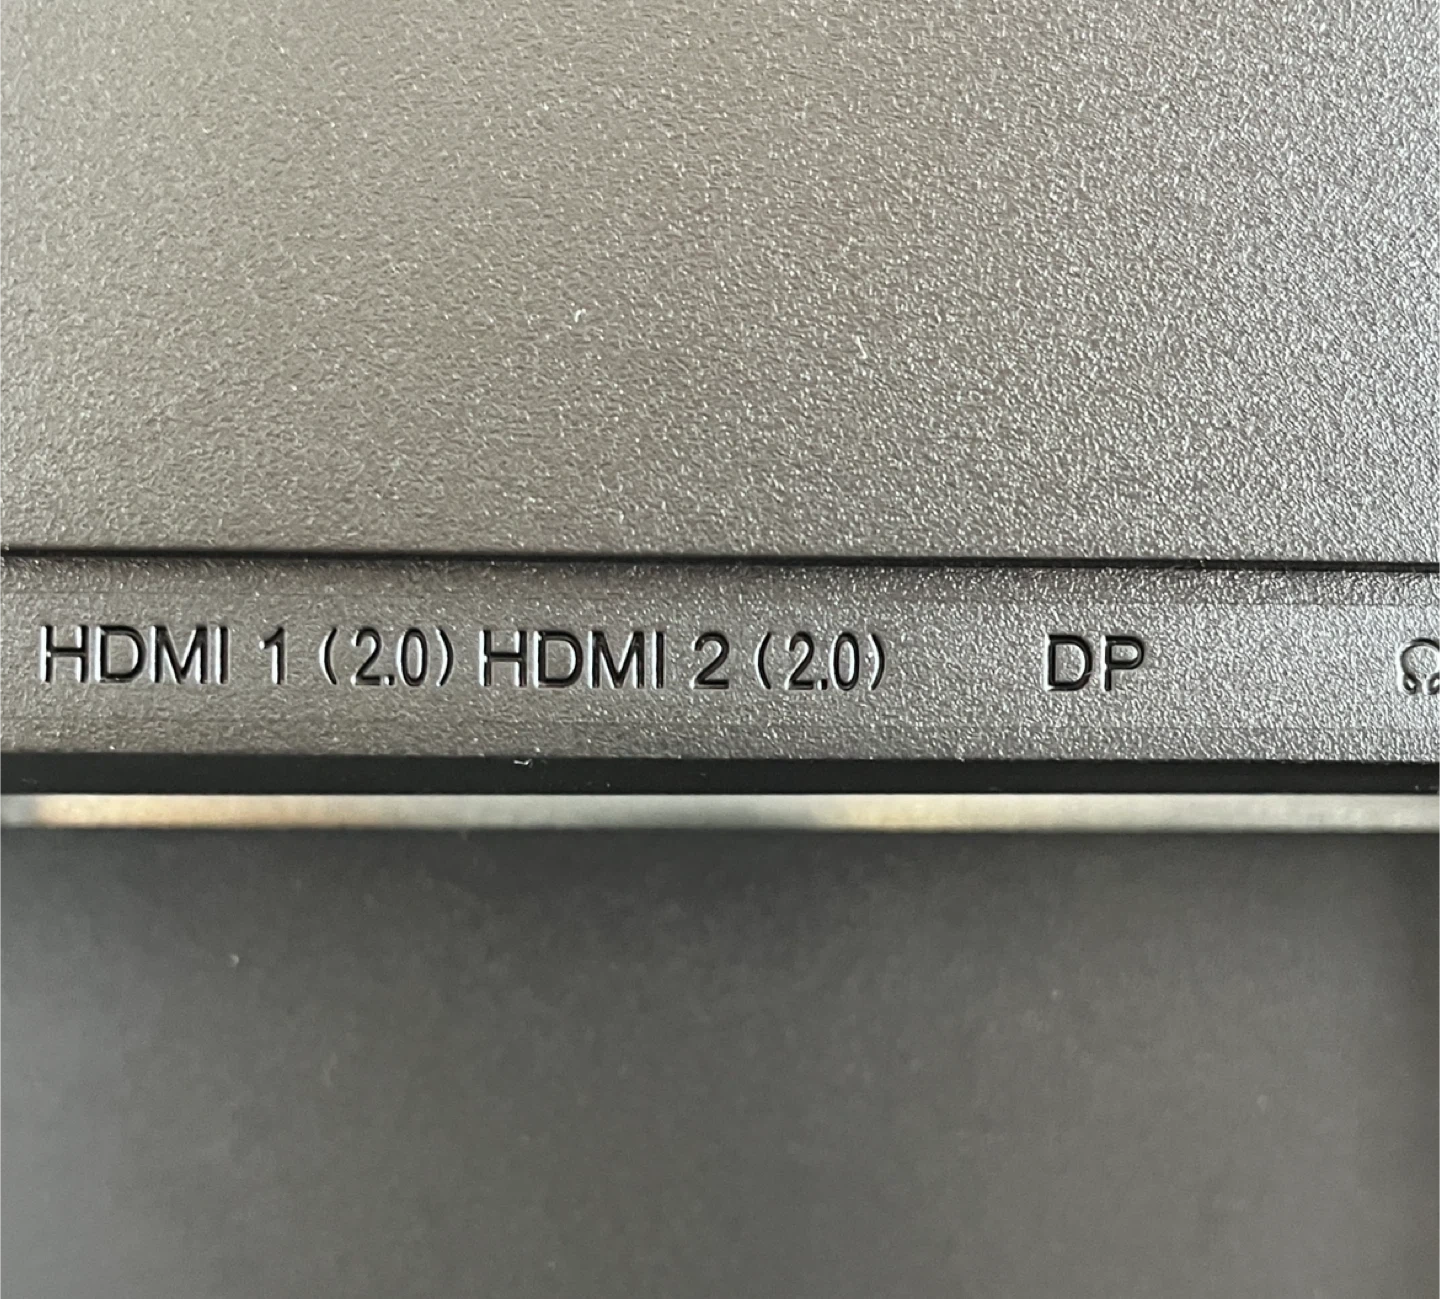 HDMI 1 (2.0) HDMI 2 (2.0) DP